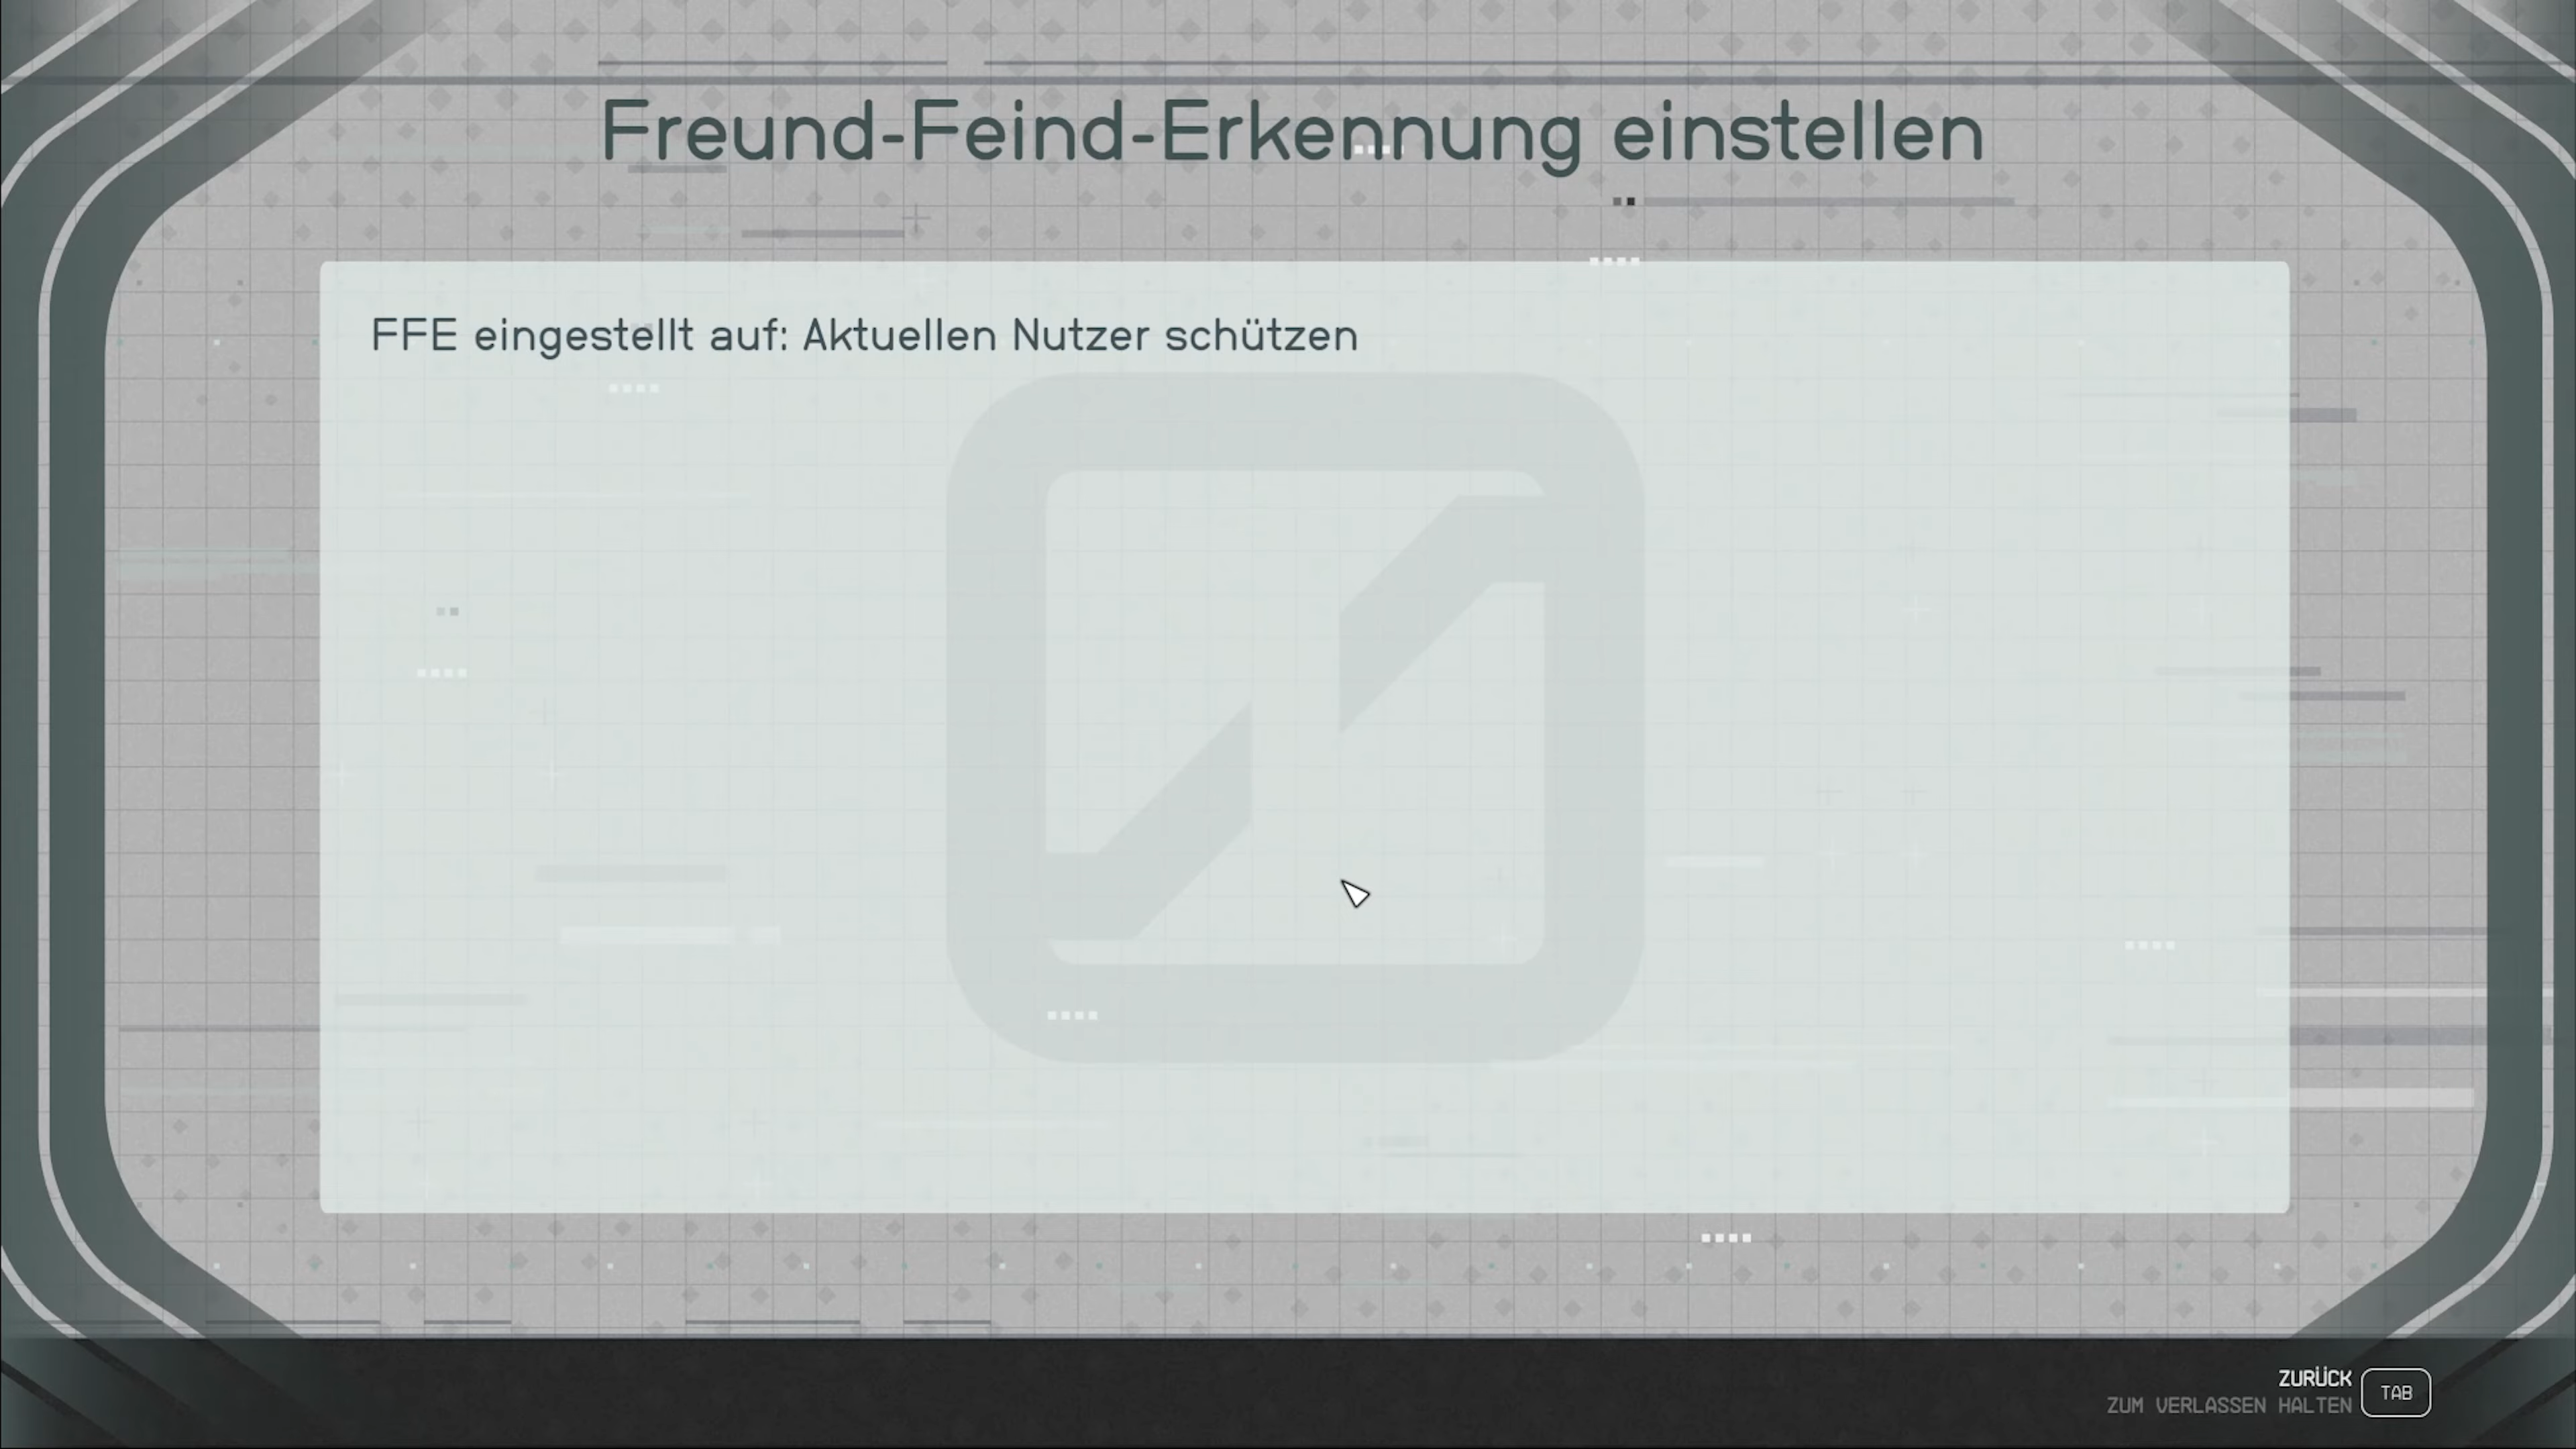 Freund-Feind-Erkennung einstellen
FFE eingestellt auf: Aktuellen Nutzer schützen
ZURÜCK
ZUM VERLASSEN HALTEN
TAB